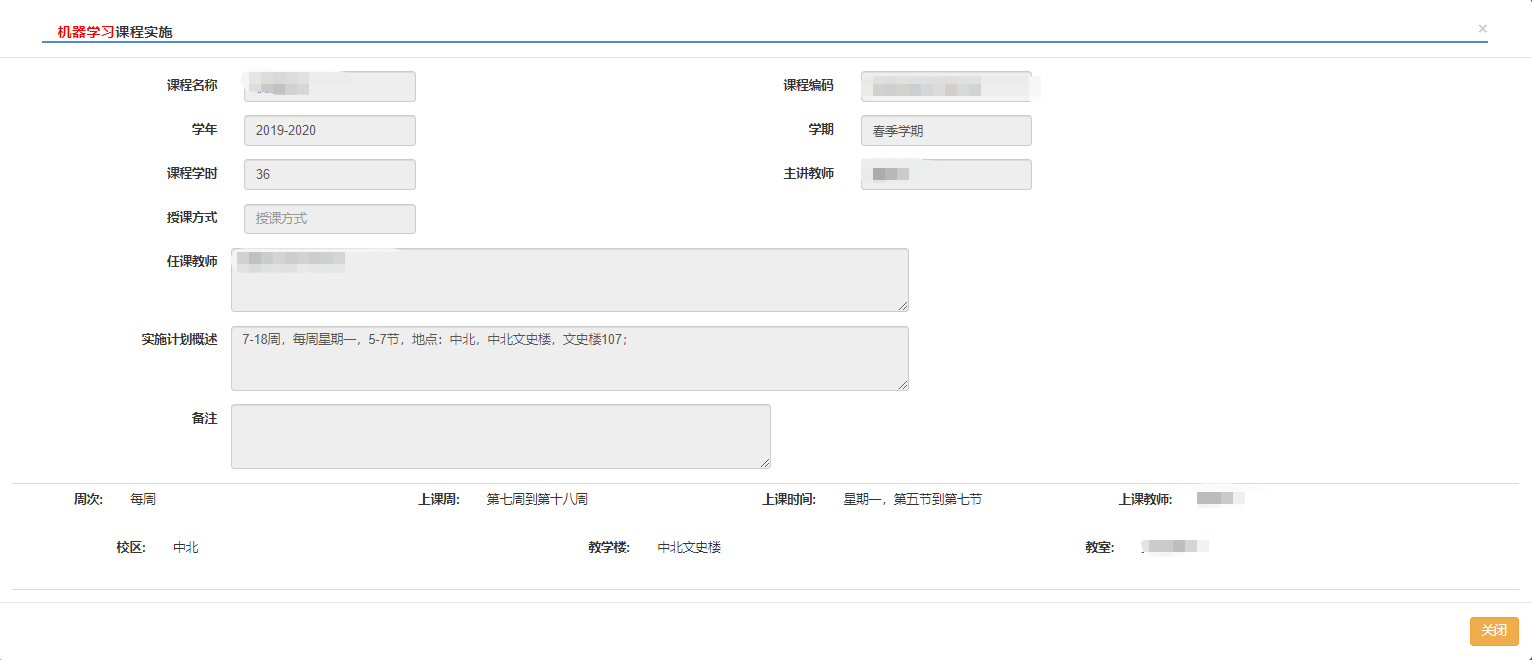 机器学习课程实施 ×
课程名称 课程编码
学年 2019-2020 学期 春季学期
课程学时 36 主讲教师
授课方式 授课方式
任课教师
实施计划概述 7-18周，每周星期一，5-7节，地点：中北，中北文史楼，文史楼107；
备注
周次: 每周 上课周: 第七周到第十八周 上课时间: 星期一，第五节到第七节 上课教师:
校区: 中北 教学楼: 中北文史楼 教室:
关闭